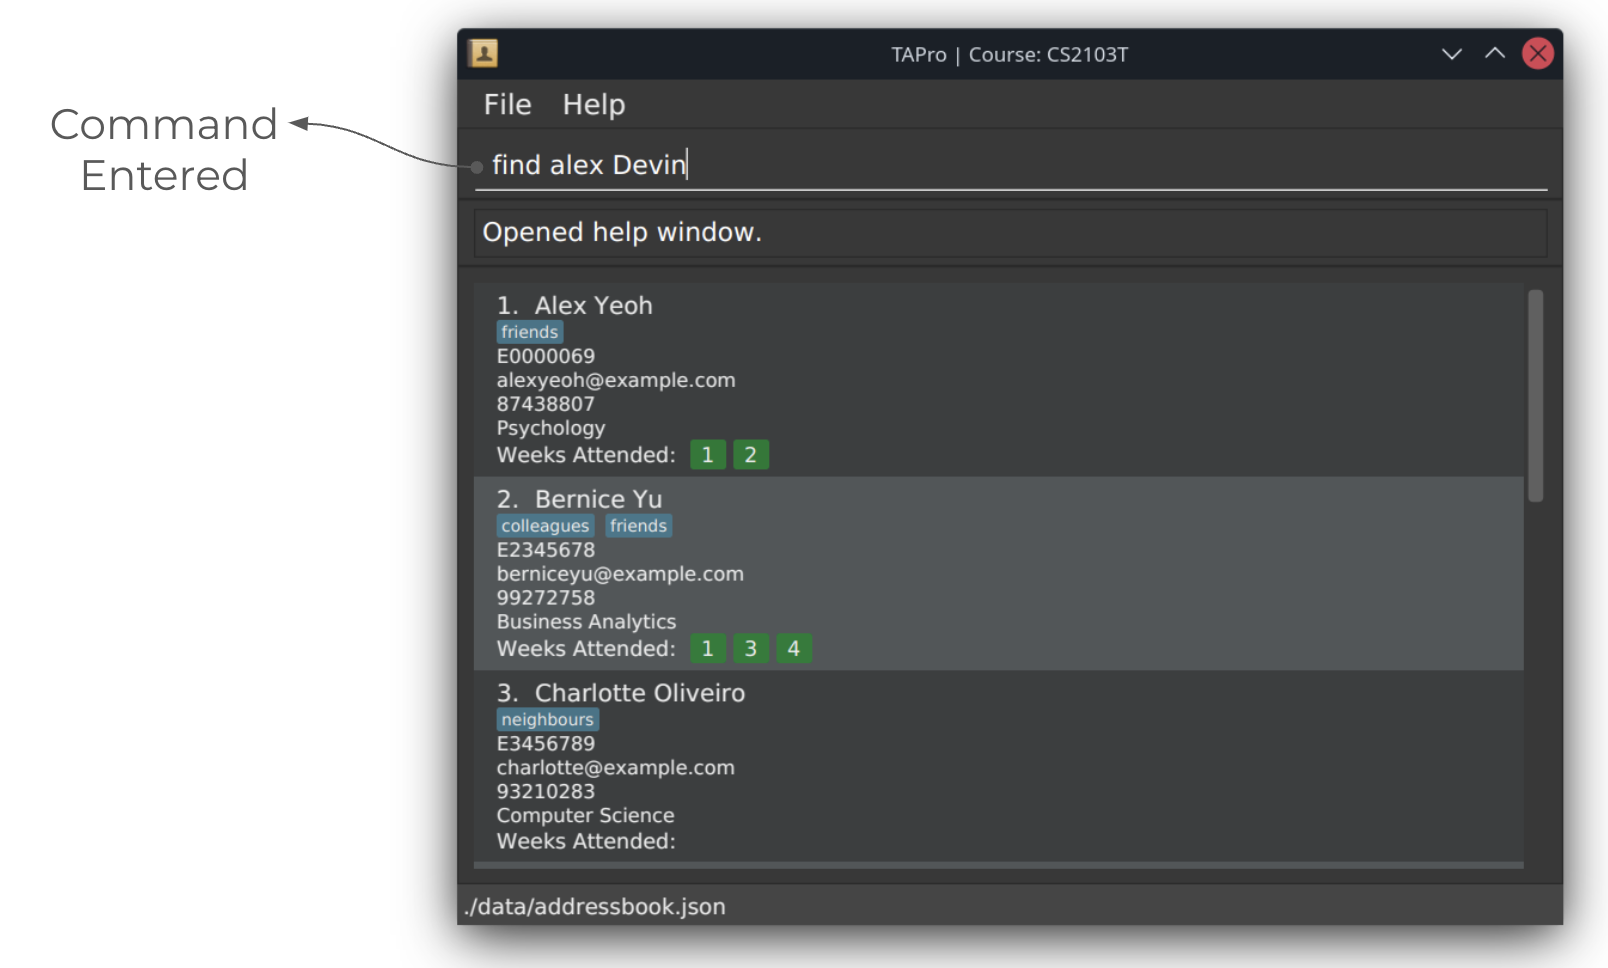 Command
Entered
TAPro | Course: CS2103T
File Help
find alex Devin
Opened help window.
1. Alex Yeoh
friends
E0000069
alexyeoh@example.com
87438807
Psychology
Weeks Attended: 1 2
2. Bernice Yu
colleagues friends
E2345678
berniceyu@example.com
99272758
Business Analytics
Weeks Attended: 1 3 4
3. Charlotte Oliveiro
neighbours
E3456789
charlotte@example.com
93210283
Computer Science
Weeks Attended:
./data/addressbook.json